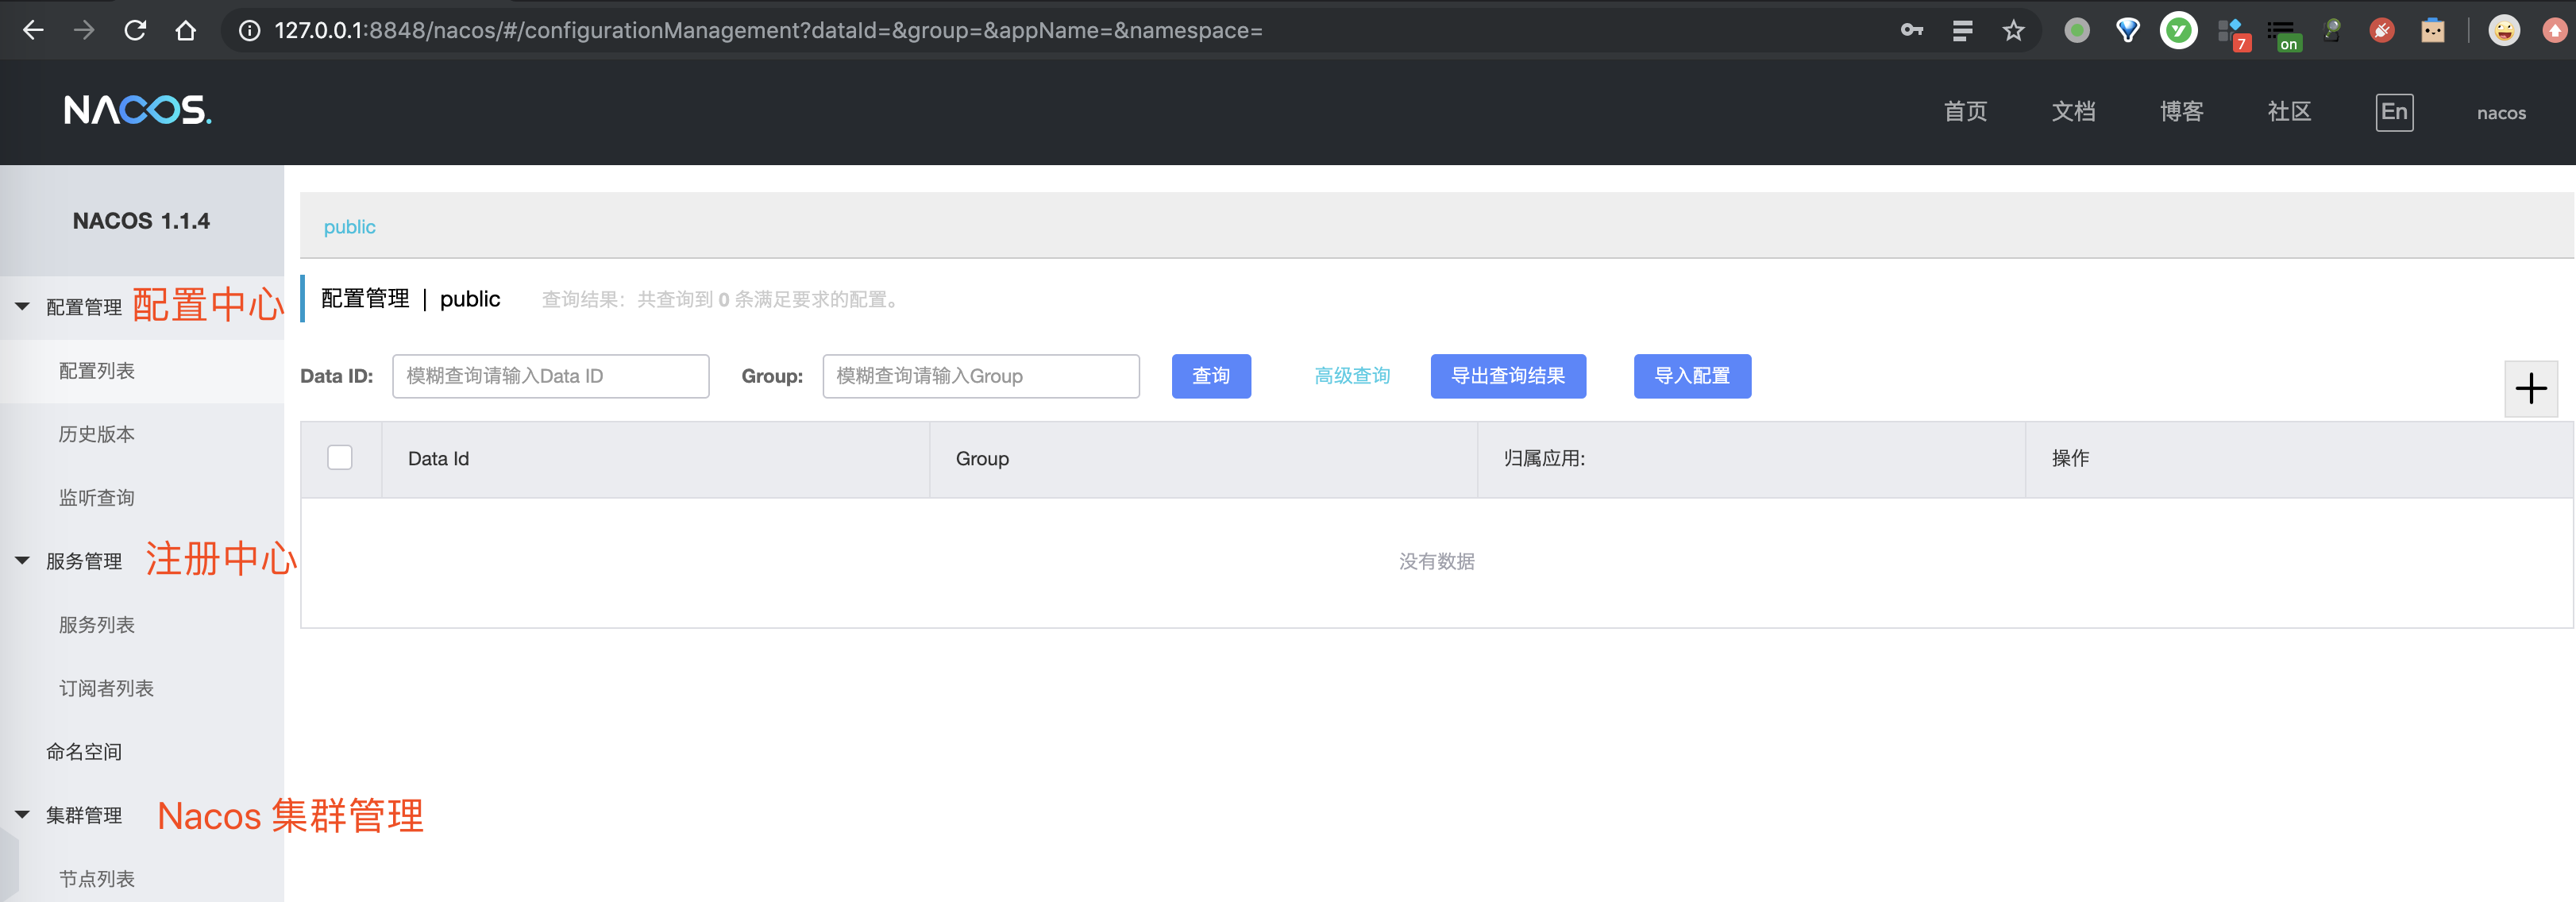 127.0.0.1:8848/nacos/#/configurationManagement?dataId=&group=&appName=&namespace=
7
on
NACOS.
首页
文档
博客
社区
En
nacos
NACOS 1.1.4
public
配置管理 配置中心
配置管理 | public 查询结果：共查询到 0 条满足要求的配置。
配置列表
Data ID: 模糊查询请输入Data ID Group: 模糊查询请输入Group 查询 高级查询 导出查询结果 导入配置
历史版本
Data Id Group 归属应用: 操作
监听查询
服务管理 注册中心
没有数据
服务列表
订阅者列表
命名空间
集群管理 Nacos 集群管理
节点列表